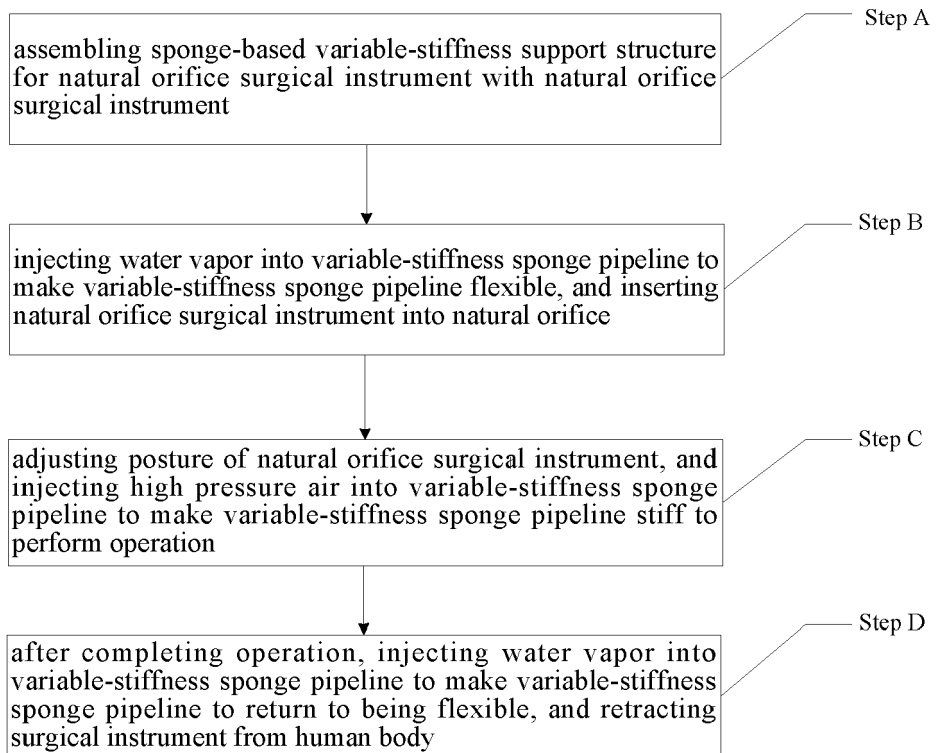 Step A
assembling sponge-based variable-stiffness support structure
for natural orifice surgical instrument with natural orifice
surgical instrument
Step B
injecting water vapor into variable-stiffness sponge pipeline to
make variable-stiffness sponge pipeline flexible, and inserting
natural orifice surgical instrument into natural orifice
Step C
adjusting posture of natural orifice surgical instrument, and
injecting high pressure air into variable-stiffness sponge
pipeline to make variable-stiffness sponge pipeline stiff to
perform operation
Step D
after completing operation, injecting water vapor into
variable-stiffness sponge pipeline to make variable-stiffness
sponge pipeline to return to being flexible, and retracting
surgical instrument from human body